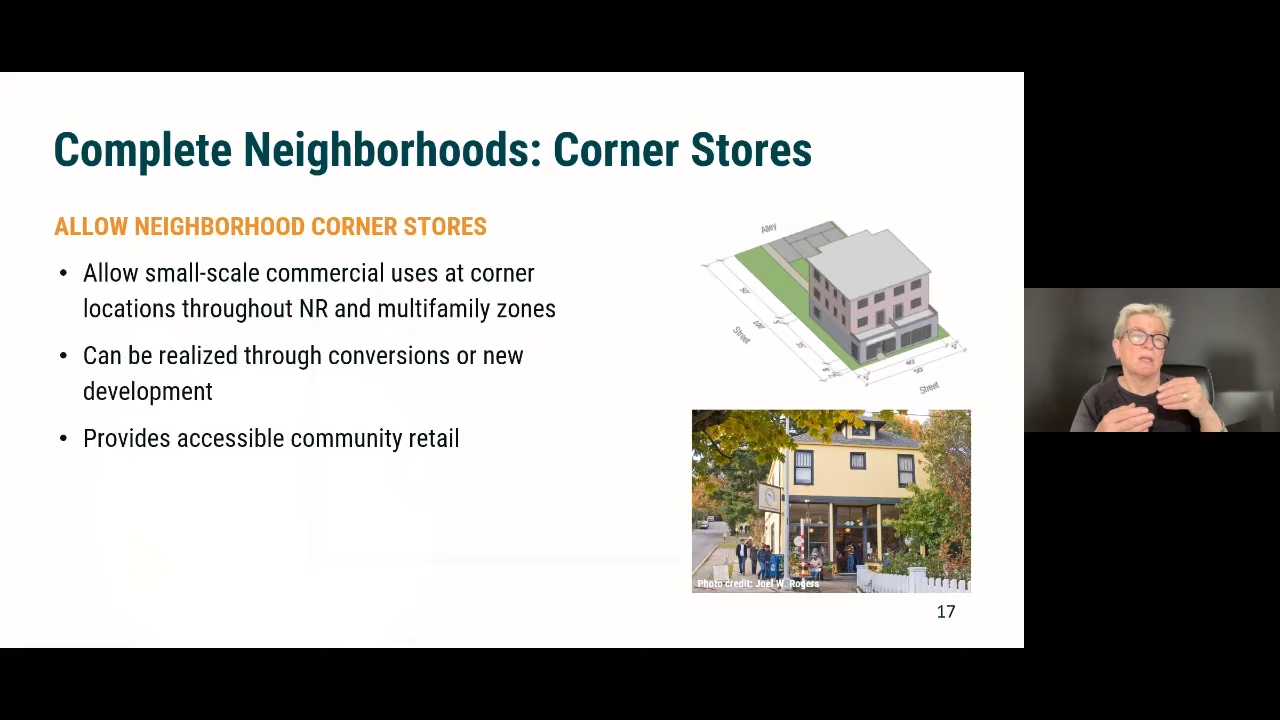 Complete Neighborhoods: Corner Stores
ALLOW NEIGHBORHOOD CORNER STORES
• Allow small-scale commercial uses at corner
locations throughout NR and multifamily zones
• Can be realized through conversions or new
development
• Provides accessible community retail
Alley
Street
100'
Street
Photo credit: Joel W. Rogers
17